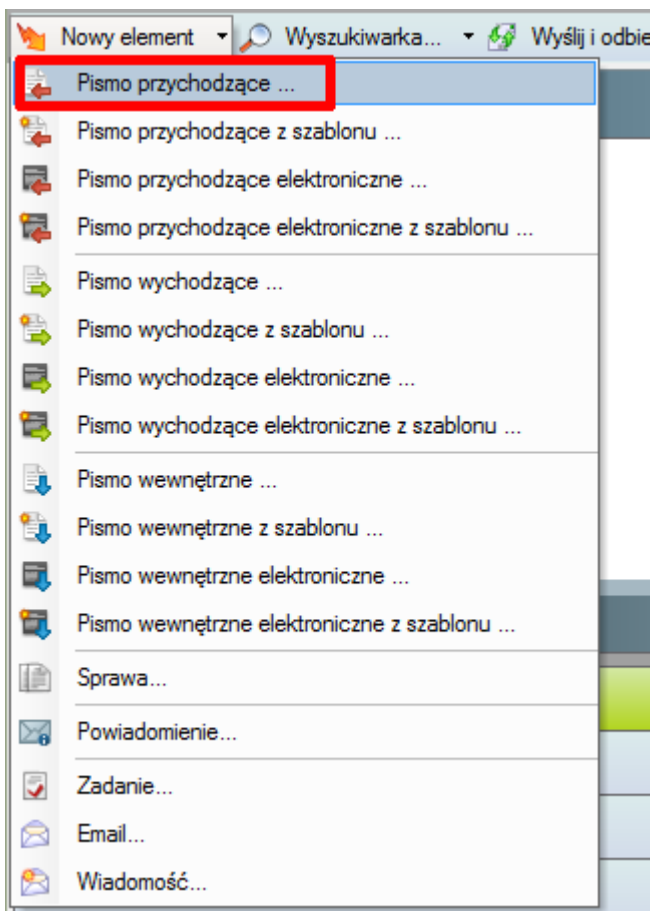 Nowy element Wyszukiwarka... Wyślij i odbie
Pismo przychodzące ...
Pismo przychodzące z szablonu ...
Pismo przychodzące elektroniczne ...
Pismo przychodzące elektroniczne z szablonu ...
Pismo wychodzące ...
Pismo wychodzące z szablonu ...
Pismo wychodzące elektroniczne ...
Pismo wychodzące elektroniczne z szablonu ...
Pismo wewnętrzne ...
Pismo wewnętrzne z szablonu ...
Pismo wewnętrzne elektroniczne ...
Pismo wewnętrzne elektroniczne z szablonu ...
Sprawa...
Powiadomienie...
Zadanie...
Email...
Wiadomość...